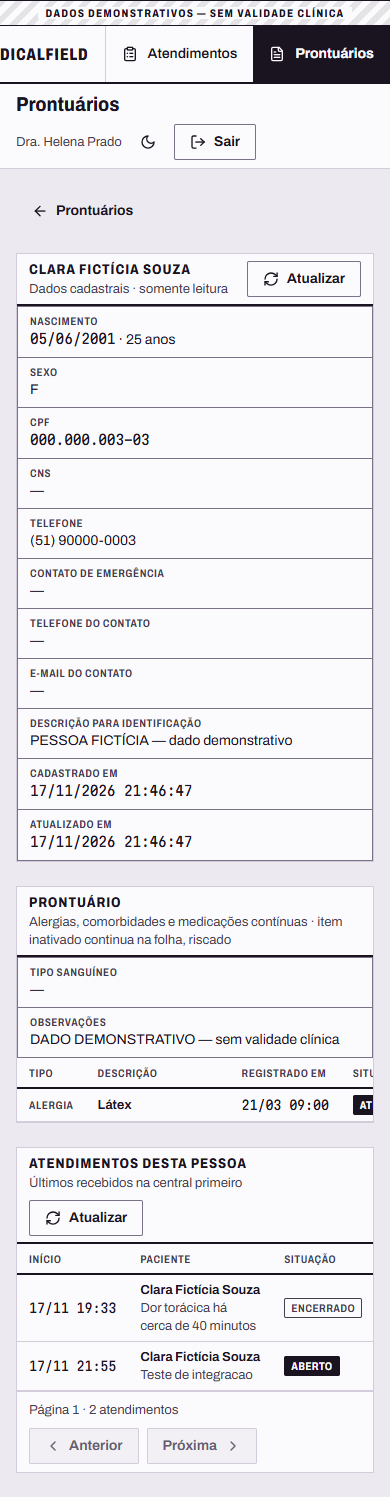 DADOS DEMONSTRATIVOS — SEM VALIDADE CLÍNICA
DICALFIELD
Atendimentos
Prontuários
Prontuários
Dra. Helena Prado
Sair
Prontuários
CLARA FICTÍCIA SOUZA
Dados cadastrais · somente leitura
Atualizar
NASCIMENTO
05/06/2001 · 25 anos
SEXO
F
CPF
000.000.003-03
CNS
—
TELEFONE
(51) 90000-0003
CONTATO DE EMERGÊNCIA
—
TELEFONE DO CONTATO
—
E-MAIL DO CONTATO
—
DESCRIÇÃO PARA IDENTIFICAÇÃO
PESSOA FICTÍCIA — dado demonstrativo
CADASTRADO EM
17/11/2026 21:46:47
ATUALIZADO EM
17/11/2026 21:46:47
PRONTUÁRIO
Alergias, comorbidades e medicações contínuas · item
inativado continua na folha, riscado
TIPO SANGUÍNEO
—
OBSERVAÇÕES
DADO DEMONSTRATIVO — sem validade clínica
TIPO DESCRIÇÃO REGISTRADO EM SITU
ALERGIA Látex 21/03 09:00 AT
ATENDIMENTOS DESTA PESSOA
Últimos recebidos na central primeiro
Atualizar
INÍCIO PACIENTE SITUAÇÃO
17/11 19:33 Clara Fictícia Souza ENCERRADO
Dor torácica há
cerca de 40 minutos
17/11 21:55 Clara Fictícia Souza ABERTO
Teste de integracao
Página 1 · 2 atendimentos
Anterior
Próxima